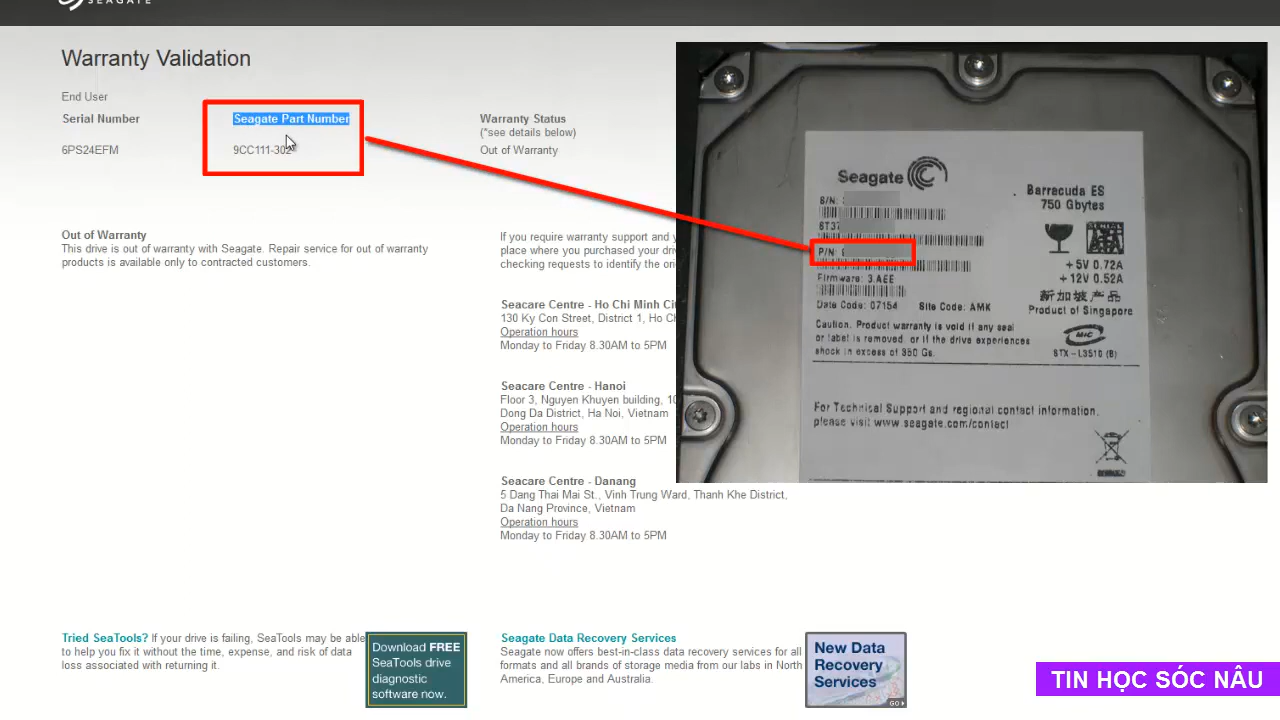 SEAGATE
Warranty Validation
End User
Serial Number
Seagate Part Number
Warranty Status
(*see details below)
6PS24EFM
9CC111-302
Out of Warranty
Out of Warranty
This drive is out of warranty with Seagate. Repair service for out of warranty
products is available only to contracted customers.
If you require warranty support and
place where you purchased your
checking requests to identify the
Seacare Centre - Ho Chi Minh
130 Ky Con Street, District 1, Ho
Operation hours
Monday to Friday 8.30AM to 5PM
Seacare Centre - Hanoi
Floor 3, Nguyen Khuyen building,
Dong Da District, Ha Noi, Vietnam
Operation hours
Monday to Friday 8.30AM to 5PM
Seacare Centre - Danang
5 Dang Thai Mai St., Vinh Trung Ward, Thanh Khe District,
Da Nang Province, Vietnam
Operation hours
Monday to Friday 8.30AM to 5PM
Seagate
S/N:
P/N:
Firmware: 3.AEE
Date Code: 07154 Site Code: AMK
Caution. Product warranty is void if any seal
or label is removed, or if the drive experiences
shock in excess of 350 Gs.
Barracuda ES
750 Gbytes
SERIAL
+5V 0.72A
+12V 0.52A
新加坡产品
Product of Singapore
STX-L3510 (B)
For Technical Support and regional contact information,
please visit www.seagate.com/contact
Tried SeaTools? If your drive is failing, SeaTools may be able
to help you fix it without the time, expense, and risk of data
loss associated with returning it.
Download FREE
SeaTools drive
diagnostic
software now.
Seagate Data Recovery Services
Seagate now offers best-in-class data recovery services for all
formats and all brands of storage media from our labs in North
America, Europe and Australia.
New Data
Recovery
Services
GO
TIN HỌC SÓC NÂU